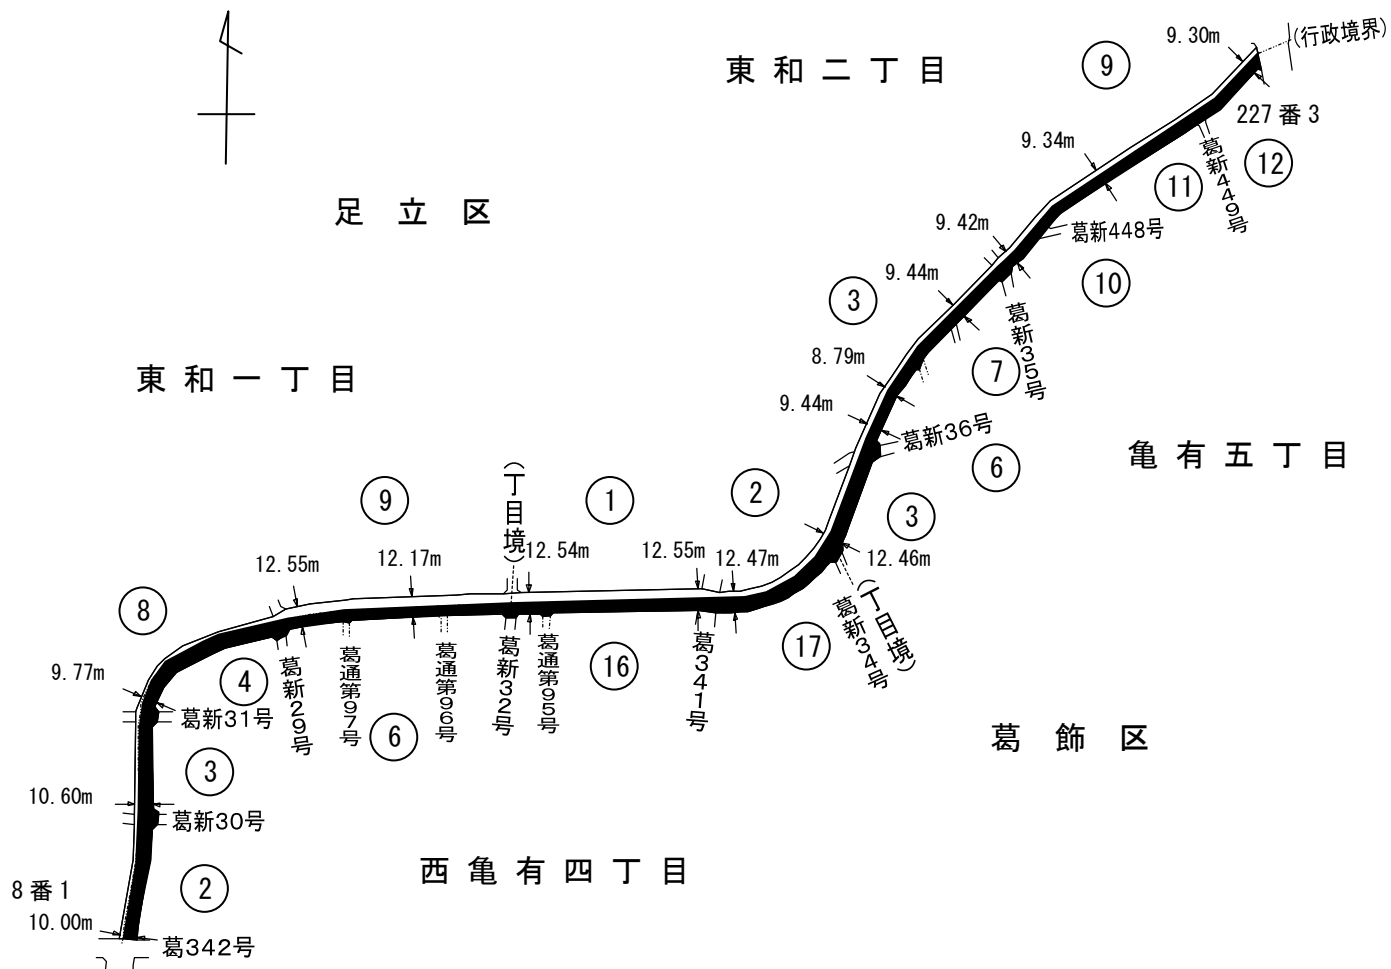 9.30m
(行政境界)
東和二丁目
⑨
227番3
9.34m
⑫
⑪
葛新449号
足立区
9.42m
葛新448号
9.44m
⑩
③
葛新35号
8.79m
⑦
東和一丁目
9.44m
葛新36号
亀有五丁目
⑥
⑨
(丁目境)
①
②
③
12.55m
12.17m
12.54m
12.55m
12.47m
12.46m
(丁目境)
葛新34号
⑧
⑰
④
葛新29号
葛通第97号
葛通第96号
葛新32号
葛通第95号
⑯
葛341号
9.77m
葛新31号
⑥
葛飾区
③
10.60m
葛新30号
西亀有四丁目
8番1
②
10.00m
葛342号